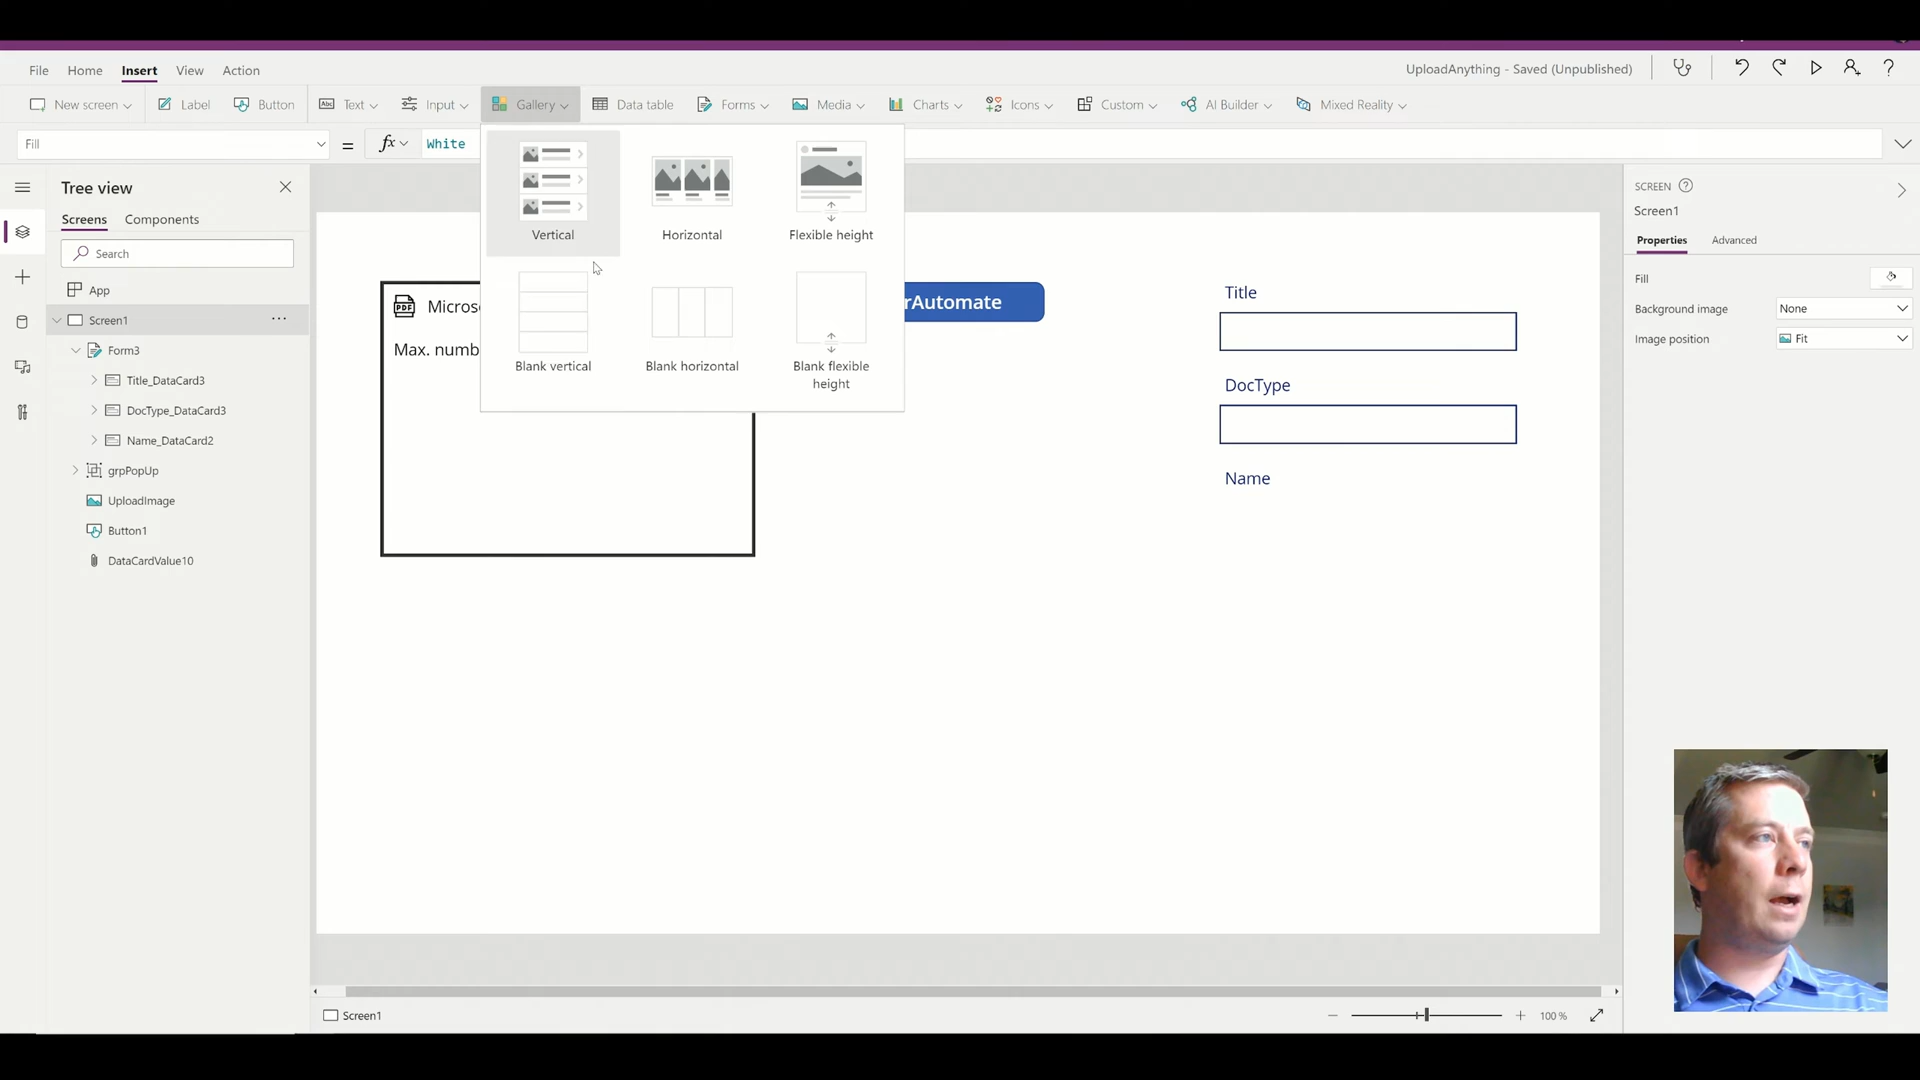 File Home Insert View Action
UploadAnything - Saved (Unpublished)
New screen Label Button Text Input Gallery Data table Forms Media Charts Icons Custom AI Builder Mixed Reality
Fill = fx White
Tree view
Screens Components
Search
App
Screen1
Form3
Title_DataCard3
DocType_DataCard3
Name_DataCard2
grpPopUp
UploadImage
Button1
DataCardValue10
Vertical Horizontal Flexible height
Blank vertical Blank horizontal Blank flexible
height
PDF Microsc
Max. numb
rAutomate
Title
DocType
Name
SCREEN
Screen1
Properties Advanced
Fill
Background image None
Image position Fit
Screen1
100 %